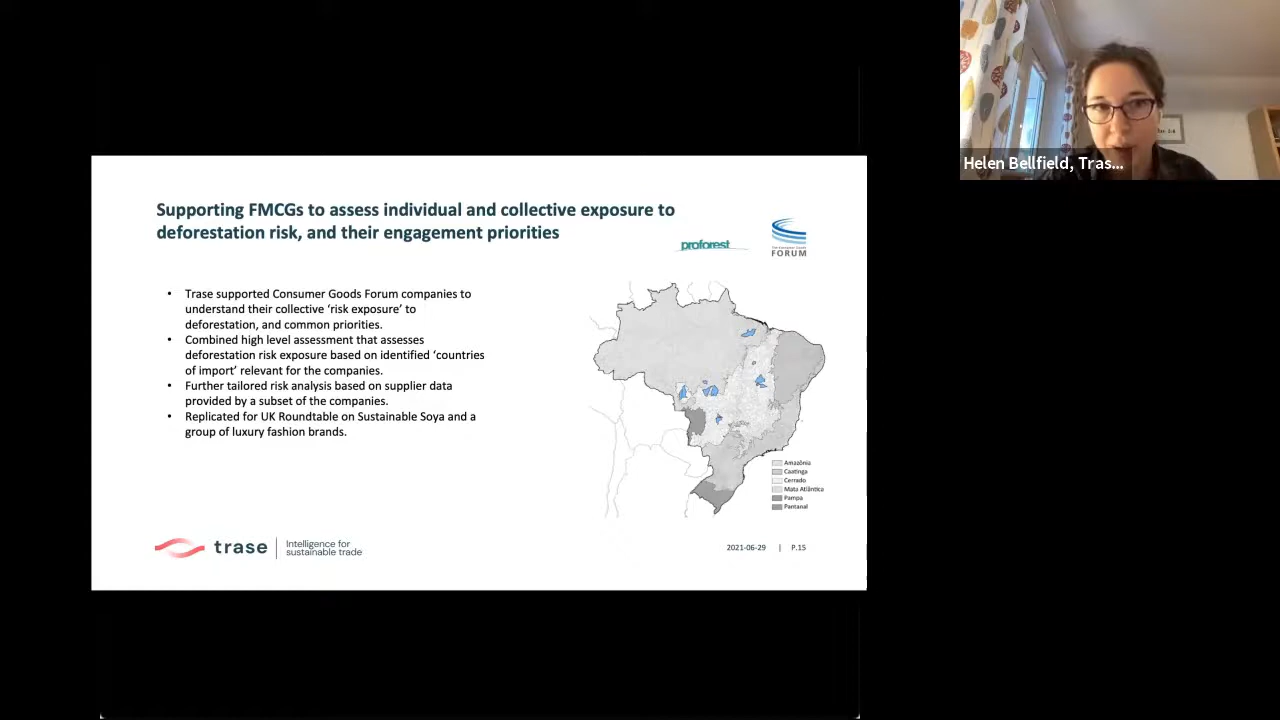 Helen Bellfield, Tras...
Supporting FMCGs to assess individual and collective exposure to
deforestation risk, and their engagement priorities
proforest
FORUM
• Trase supported Consumer Goods Forum companies to
understand their collective ‘risk exposure’ to
deforestation, and common priorities.
• Combined high level assessment that assesses
deforestation risk exposure based on identified ‘countries
of import’ relevant for the companies.
• Further tailored risk analysis based on supplier data
provided by a subset of the companies.
• Replicated for UK Roundtable on Sustainable Soya and a
group of luxury fashion brands.
Amazônia
Caatinga
Cerrado
Mata Atlântica
Pampa
Pantanal
trase
Intelligence for
sustainable trade
2021-06-29 | P.15